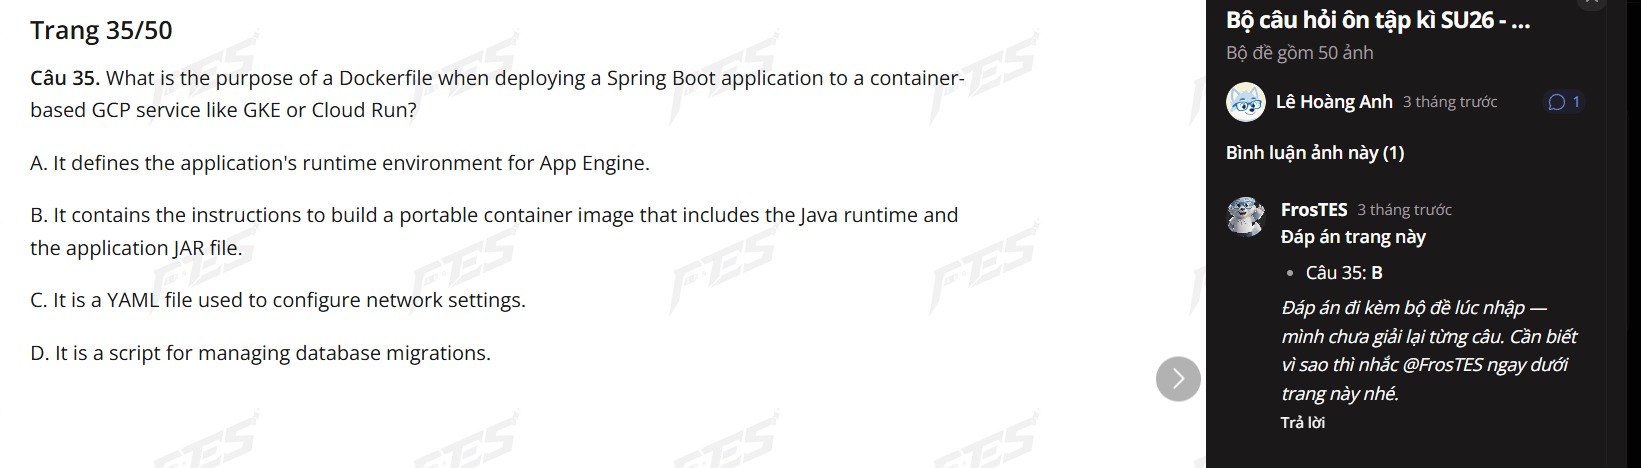 Trang 35/50
Câu 35. What is the purpose of a Dockerfile when deploying a Spring Boot application to a container-
based GCP service like GKE or Cloud Run?
A. It defines the application's runtime environment for App Engine.
B. It contains the instructions to build a portable container image that includes the Java runtime and
the application JAR file.
C. It is a YAML file used to configure network settings.
D. It is a script for managing database migrations.
Bộ câu hỏi ôn tập kì SU26 - ...
Bộ đề gồm 50 ảnh
Lê Hoàng Anh 3 tháng trước 1
Bình luận ảnh này (1)
FrosTES 3 tháng trước
Đáp án trang này
• Câu 35: B
Đáp án đi kèm bộ đề lúc nhập —
mình chưa giải lại từng câu. Cần biết
vì sao thì nhắc @FrosTES ngay dưới
trang này nhé.
Trả lời